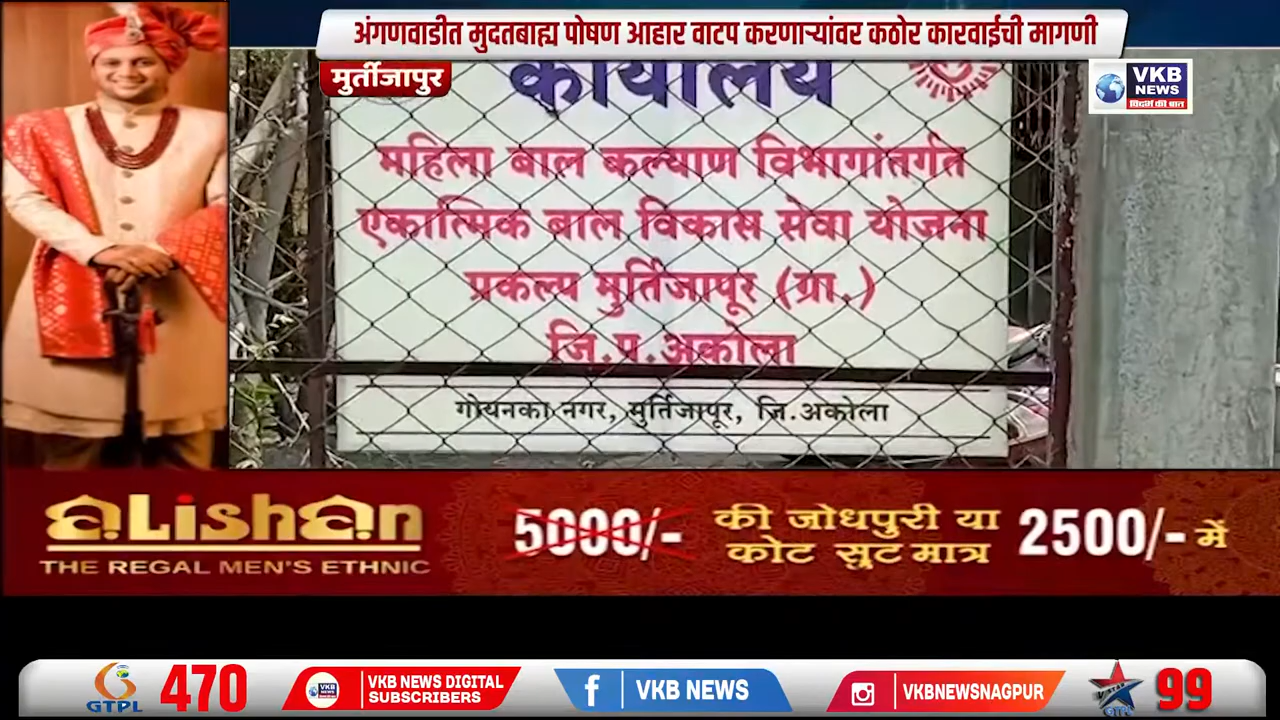 अंगणवाडीत मुदतबाह्य पोषण आहार वाटप करणाऱ्यांवर कठोर कारवाईची मागणी
मुर्तीजापुर
VKB
NEWS
विदर्भ की बात
कार्यालय
महिला बाल कल्याण विभागांतर्गत
एकात्मिक बाल विकास सेवा योजना
प्रकल्प मुर्तिजापूर (ग्रा.)
जि.प.अकोला
गोयनका नगर, मुर्तिजापूर, जि.अकोला
aLishan
THE REGAL MEN'S ETHNIC
5000/-
की जोधपुरी या
कोट सुट मात्र
2500/- में
GTPL
470
VKB NEWS DIGITAL
SUBSCRIBERS
VKB NEWS
VKBNEWSNAGPUR
GTPL
99